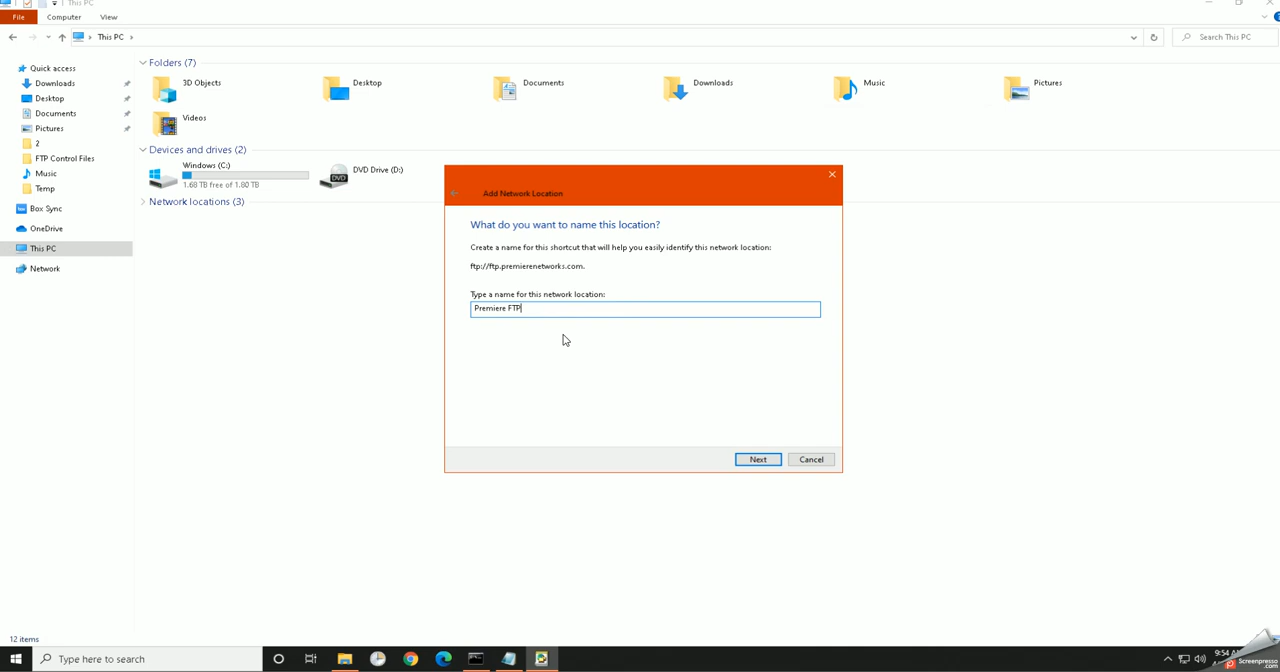 This PC
File Computer View
This PC
Search This PC
Quick access
Downloads
Desktop
Documents
Pictures
2
FTP Control Files
Music
Temp
Box Sync
OneDrive
This PC
Network
Folders (7)
3D Objects
Desktop
Documents
Downloads
Music
Pictures
Videos
Devices and drives (2)
Windows (C:)
1.68 TB free of 1.80 TB
DVD Drive (D:)
DVD
Network locations (3)
Add Network Location
What do you want to name this location?
Create a name for this shortcut that will help you easily identify this network location:
ftp://ftp.premierenetworks.com.
Type a name for this network location:
Premiere FTP
Next Cancel
12 items
Type here to search
9:54
Screenpresso
.com